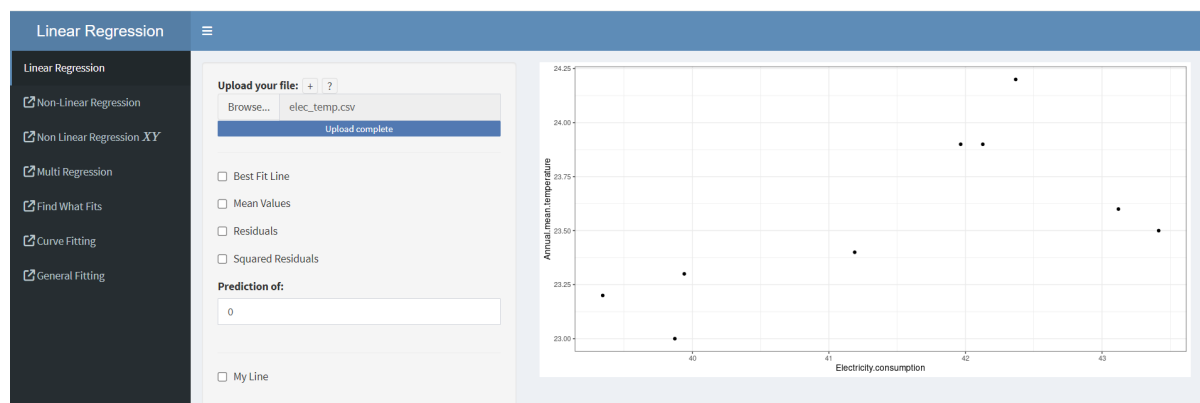 Linear Regression
Linear Regression
Non-Linear Regression
Non Linear Regression XY
Multi Regression
Find What Fits
Curve Fitting
General Fitting
Upload your file: + ?
Browse... elec_temp.csv
Upload complete
Best Fit Line
Mean Values
Residuals
Squared Residuals
Prediction of:
0
My Line
Annual.mean.temperature
24.25
24.00
23.75
23.50
23.25
23.00
40 41 42 43
Electricity.consumption